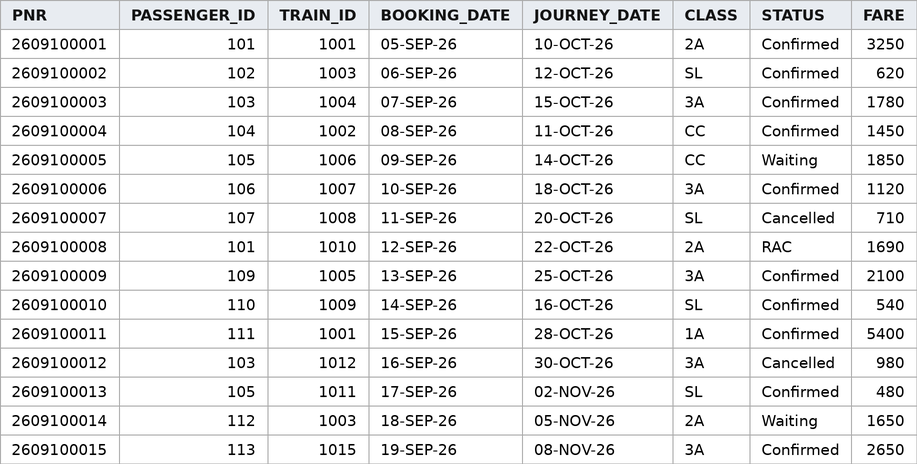 PNR PASSENGER_ID TRAIN_ID BOOKING_DATE JOURNEY_DATE CLASS STATUS FARE
2609100001 101 1001 05-SEP-26 10-OCT-26 2A Confirmed 3250
2609100002 102 1003 06-SEP-26 12-OCT-26 SL Confirmed 620
2609100003 103 1004 07-SEP-26 15-OCT-26 3A Confirmed 1780
2609100004 104 1002 08-SEP-26 11-OCT-26 CC Confirmed 1450
2609100005 105 1006 09-SEP-26 14-OCT-26 CC Waiting 1850
2609100006 106 1007 10-SEP-26 18-OCT-26 3A Confirmed 1120
2609100007 107 1008 11-SEP-26 20-OCT-26 SL Cancelled 710
2609100008 101 1010 12-SEP-26 22-OCT-26 2A RAC 1690
2609100009 109 1005 13-SEP-26 25-OCT-26 3A Confirmed 2100
2609100010 110 1009 14-SEP-26 16-OCT-26 SL Confirmed 540
2609100011 111 1001 15-SEP-26 28-OCT-26 1A Confirmed 5400
2609100012 103 1012 16-SEP-26 30-OCT-26 3A Cancelled 980
2609100013 105 1011 17-SEP-26 02-NOV-26 SL Confirmed 480
2609100014 112 1003 18-SEP-26 05-NOV-26 2A Waiting 1650
2609100015 113 1015 19-SEP-26 08-NOV-26 3A Confirmed 2650